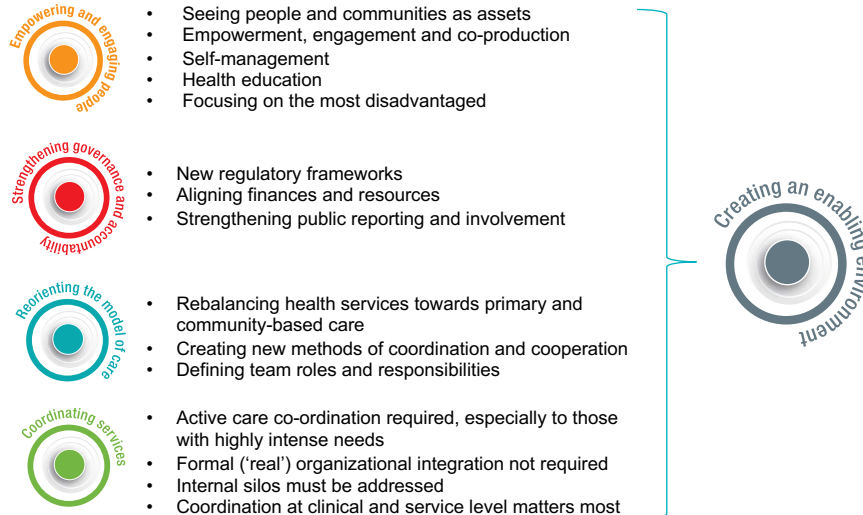 Empowering and engaging people
• Seeing people and communities as assets
• Empowerment, engagement and co-production
• Self-management
• Health education
• Focusing on the most disadvantaged
Strengthening governance and accountability
• New regulatory frameworks
• Aligning finances and resources
• Strengthening public reporting and involvement
Reorienting the model of care
• Rebalancing health services towards primary and
community-based care
• Creating new methods of coordination and cooperation
• Defining team roles and responsibilities
Coordinating services
• Active care co-ordination required, especially to those
with highly intense needs
• Formal (‘real’) organizational integration not required
• Internal silos must be addressed
• Coordination at clinical and service level matters most
Creating an enabling environment